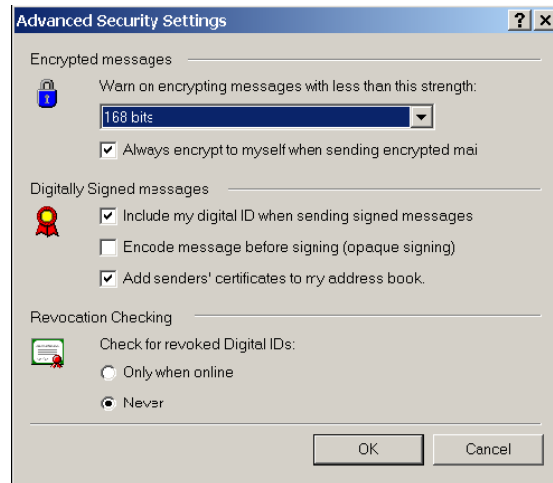 Advanced Security Settings
Encrypted messages
Warn on encrypting messages with less than this strength:
168 bits
Always encrypt to myself when sending encrypted mai
Digitally Signed messages
Include my digital ID when sending signed messages
Encode message before signing (opaque signing)
Add senders' certificates to my address book.
Revocation Checking
Check for revoked Digital IDs:
Only when online
Never
OK Cancel